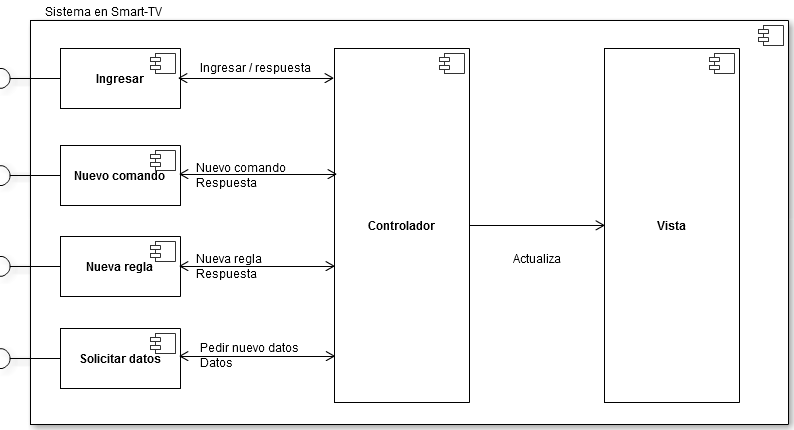 Sistema en Smart-TV
Ingresar
Ingresar / respuesta
Nuevo comando
Nuevo comando
Respuesta
Nueva regla
Nueva regla
Respuesta
Solicitar datos
Pedir nuevo datos
Datos
Controlador
Actualiza
Vista